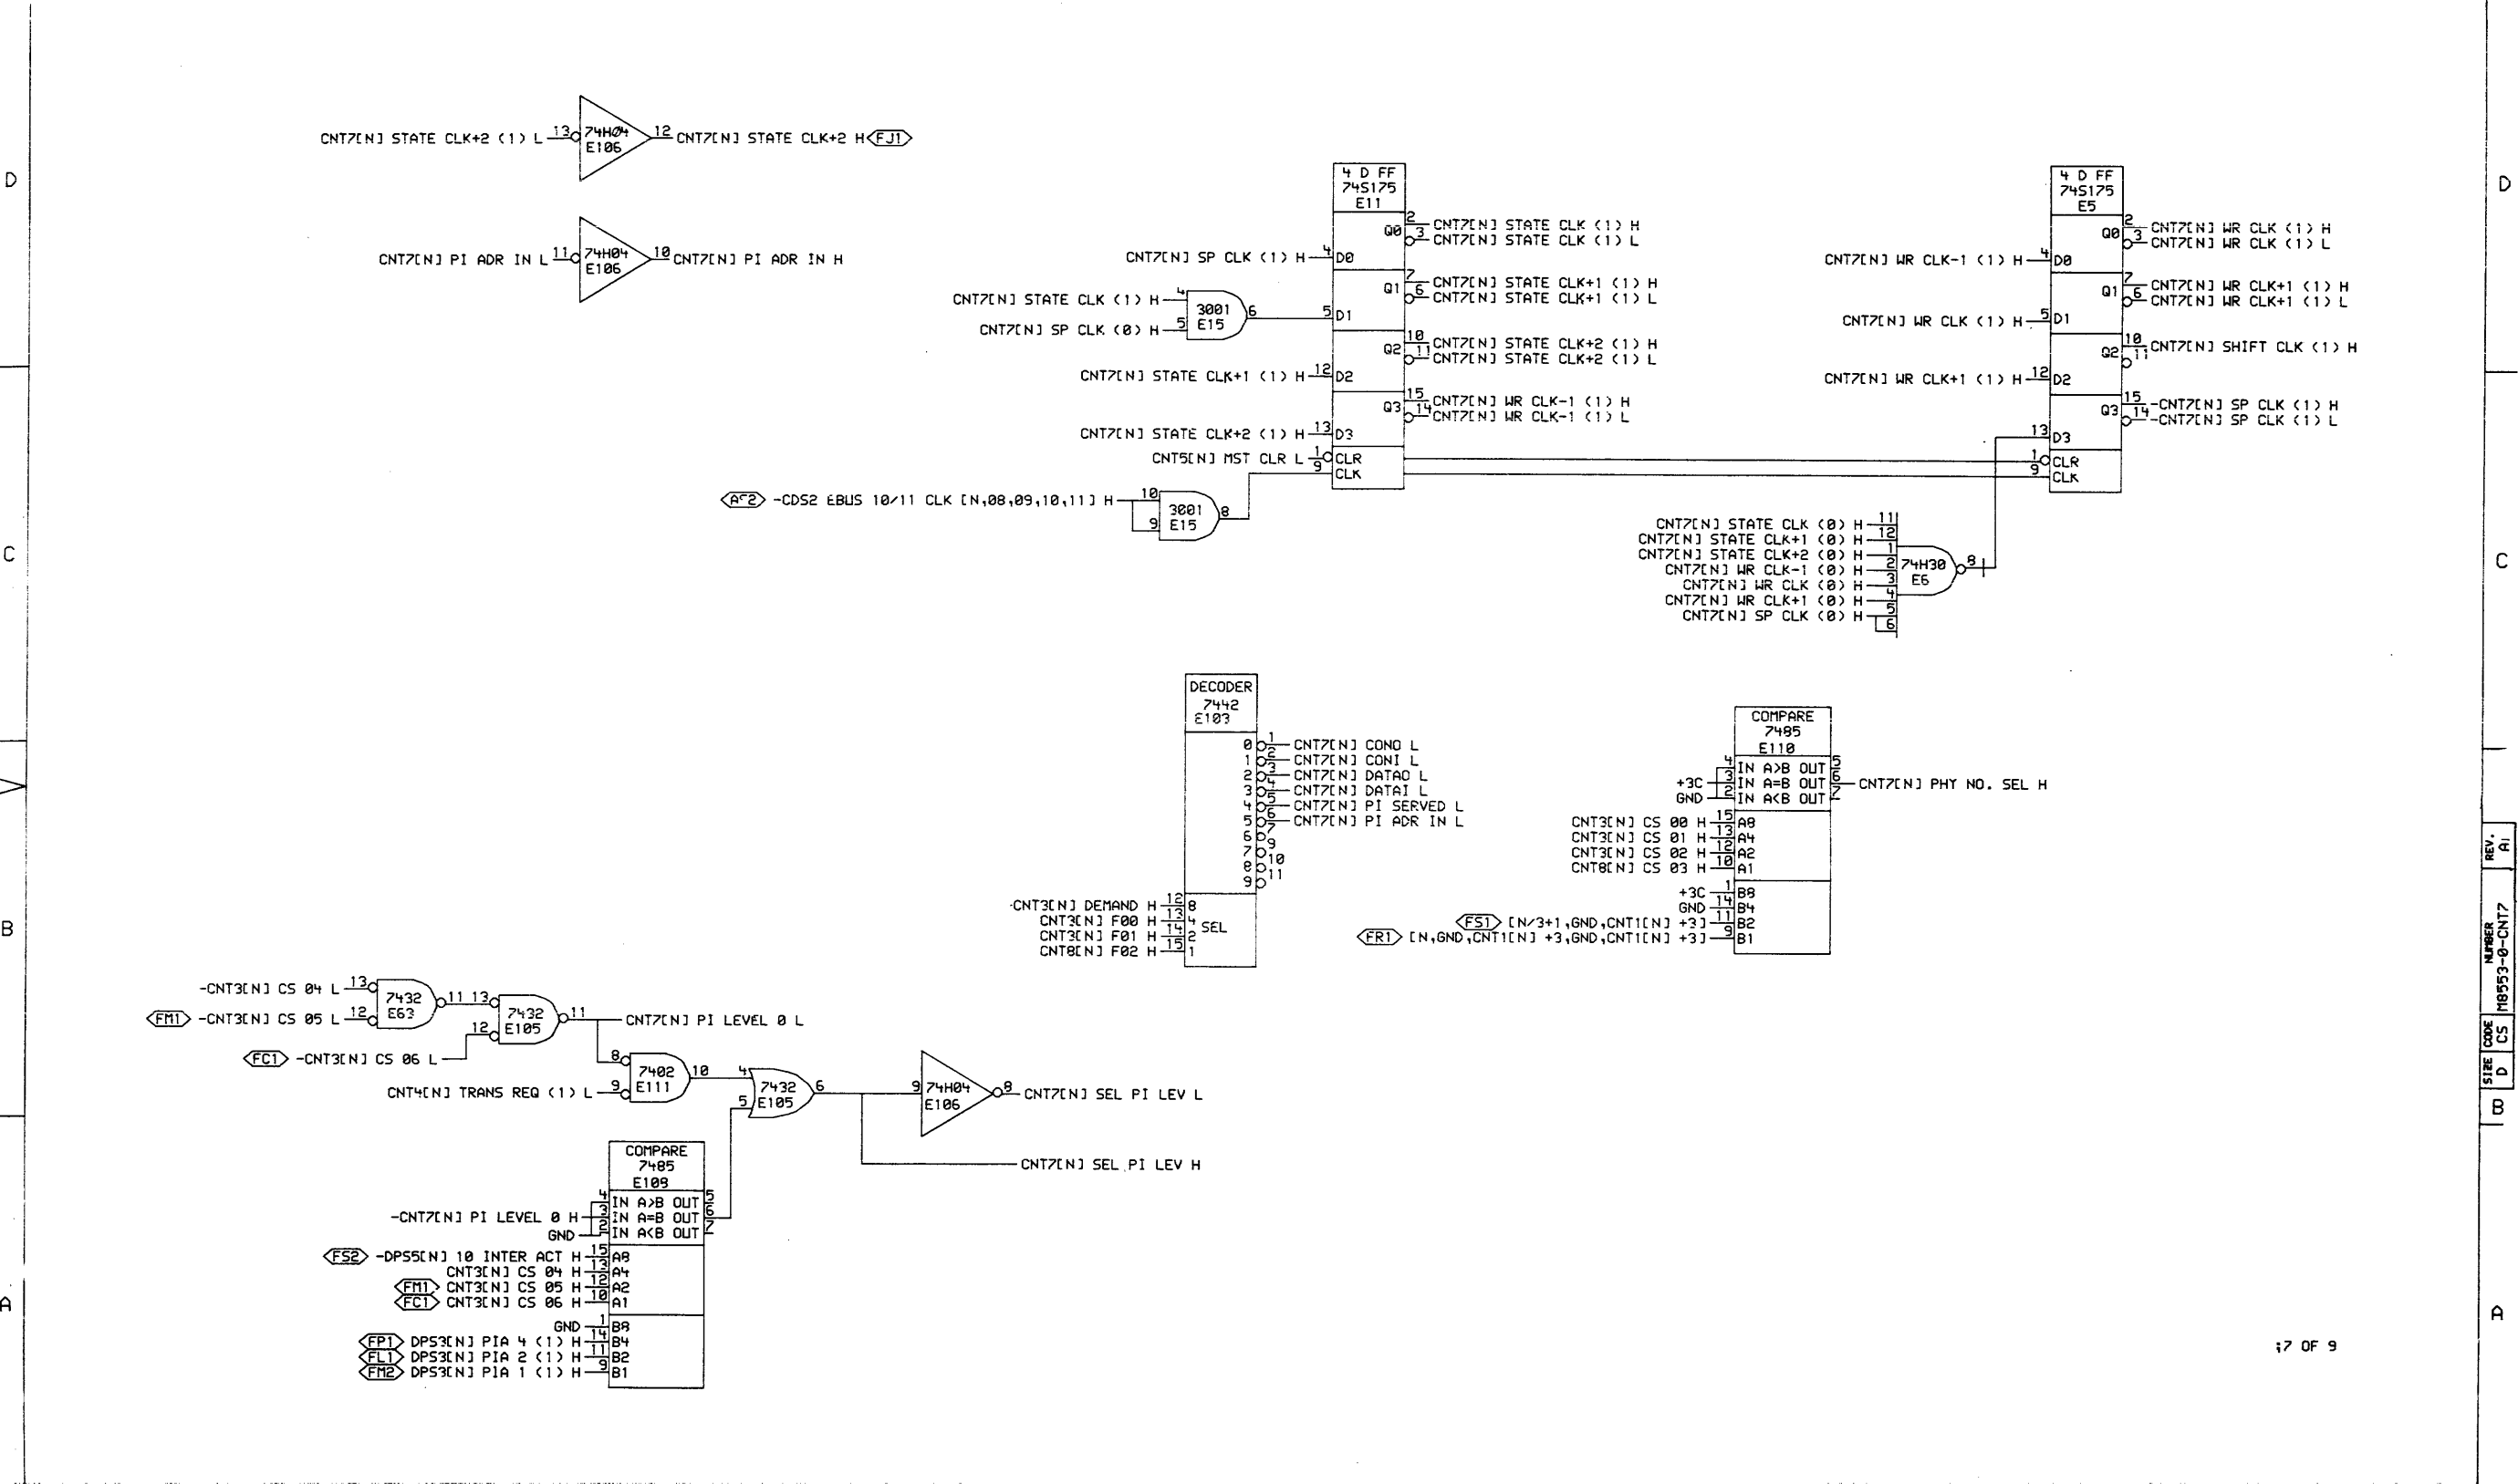 D
D
C
C
B
B
A
A
CNT7[N] STATE CLK+2 (1) L 13 74H04 E106 12 CNT7[N] STATE CLK+2 H FJ1
CNT7[N] PI ADR IN L 11 74H04 E106 10 CNT7[N] PI ADR IN H
4 D FF
74S175
E11
CNT7[N] SP CLK (1) H 4 D0
Q0 2 CNT7[N] STATE CLK (1) H
3 CNT7[N] STATE CLK (1) L
CNT7[N] STATE CLK (1) H 4
CNT7[N] SP CLK (0) H 5
3001
E15
6
5 D1
Q1 7 CNT7[N] STATE CLK+1 (1) H
6 CNT7[N] STATE CLK+1 (1) L
CNT7[N] STATE CLK+1 (1) H 12 D2
Q2 10 CNT7[N] STATE CLK+2 (1) H
11 CNT7[N] STATE CLK+2 (1) L
CNT7[N] STATE CLK+2 (1) H 13 D3
Q3 15 CNT7[N] WR CLK-1 (1) H
14 CNT7[N] WR CLK-1 (1) L
CNT5[N] MST CLR L 1 CLR
9 CLK
-CDS2 EBUS 10/11 CLK [N,08,09,10,11] H 10
9
3001
E15
8
4 D FF
74S175
E5
CNT7[N] WR CLK-1 (1) H 4 D0
Q0 2 CNT7[N] WR CLK (1) H
3 CNT7[N] WR CLK (1) L
CNT7[N] WR CLK (1) H 5 D1
Q1 7 CNT7[N] WR CLK+1 (1) H
6 CNT7[N] WR CLK+1 (1) L
CNT7[N] WR CLK+1 (1) H 12 D2
Q2 10 CNT7[N] SHIFT CLK (1) H
11
13 D3
Q3 15 -CNT7[N] SP CLK (1) H
14 -CNT7[N] SP CLK (1) L
1 CLR
9 CLK
CNT7[N] STATE CLK (0) H 11
CNT7[N] STATE CLK+1 (0) H 12
CNT7[N] STATE CLK+2 (0) H 1
CNT7[N] WR CLK-1 (0) H 2
CNT7[N] WR CLK (0) H 3
CNT7[N] WR CLK+1 (0) H 4
CNT7[N] SP CLK (0) H 5
6
74H30
E6
8
DECODER
7442
E103
0 1 CNT7[N] CONO L
1 2 CNT7[N] CONI L
2 3 CNT7[N] DATAO L
3 4 CNT7[N] DATAI L
4 5 CNT7[N] PI SERVED L
5 6 CNT7[N] PI ADR IN L
6 7
7 9
8 10
9 11
-CNT3[N] DEMAND H 12 8
CNT3[N] F00 H 13 4
CNT3[N] F01 H 14 2
CNT8[N] F02 H 15 1
SEL
COMPARE
7485
E110
4 IN A>B OUT 5
+3C 3 IN A=B OUT 6 CNT7[N] PHY NO. SEL H
GND 2 IN A<B OUT 7
CNT3[N] CS 00 H 15 A8
CNT3[N] CS 01 H 13 A4
CNT3[N] CS 02 H 12 A2
CNT8[N] CS 03 H 10 A1
+3C 1 B8
GND 14 B4
FS1 [N/3+1,GND,CNT1[N] +3] 11 B2
FR1 [N,GND,CNT1[N] +3,GND,CNT1[N] +3] 9 B1
-CNT3[N] CS 04 L 13
FM1 -CNT3[N] CS 05 L 12
7432
E63
11 13
FC1 -CNT3[N] CS 06 L 12
7432
E105
11 CNT7[N] PI LEVEL 0 L
8
CNT4[N] TRANS REQ (1) L 9
7402
E111
10 4
5
7432
E105
6
9 74H04 E106 8 CNT7[N] SEL PI LEV L
CNT7[N] SEL PI LEV H
COMPARE
7485
E109
4 IN A>B OUT 5
-CNT7[N] PI LEVEL 0 H 3 IN A=B OUT 6
GND 2 IN A<B OUT 7
FS2 -DPS5[N] 10 INTER ACT H 15 A8
CNT3[N] CS 04 H 13 A4
FM1 CNT3[N] CS 05 H 12 A2
FC1 CNT3[N] CS 06 H 10 A1
GND 1 B8
FP1 DPS3[N] PIA 4 (1) H 14 B4
FL1 DPS3[N] PIA 2 (1) H 11 B2
FM2 DPS3[N] PIA 1 (1) H 9 B1
;7 OF 9
SIZE D
CODE CS
NUMBER M8553-0-CNT7
REV. A1